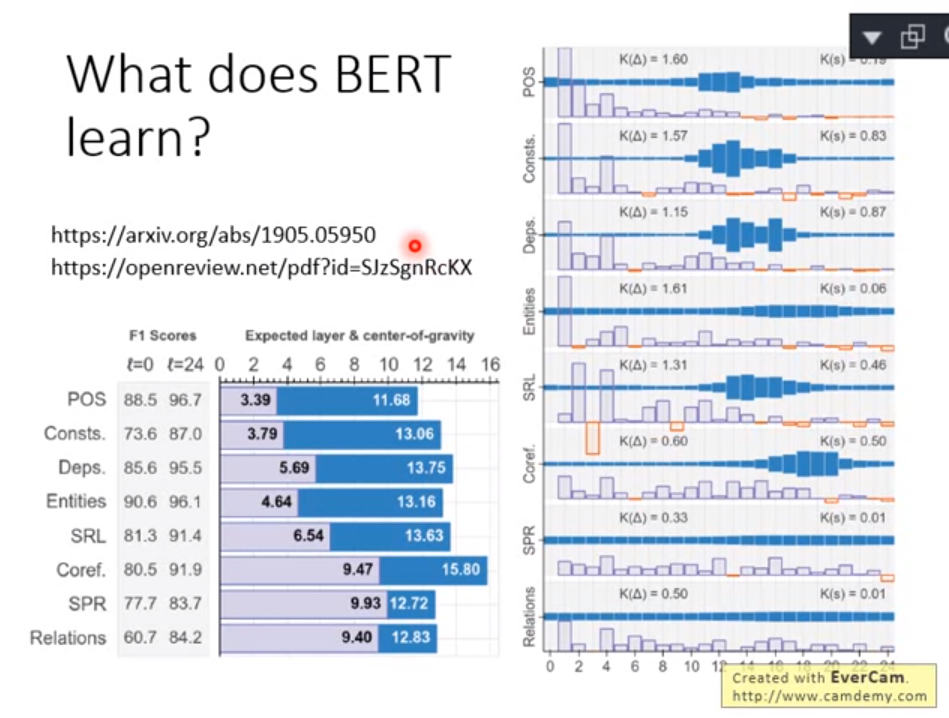 What does BERT
learn?
https://arxiv.org/abs/1905.05950
https://openreview.net/pdf?id=SJzSgnRcKX
F1 Scores Expected layer & center-of-gravity
ℓ=0 ℓ=24 0 2 4 6 8 10 12 14 16
POS 88.5 96.7 3.39 11.68
Consts. 73.6 87.0 3.79 13.06
Deps. 85.6 95.5 5.69 13.75
Entities 90.6 96.1 4.64 13.16
SRL 81.3 91.4 6.54 13.63
Coref. 80.5 91.9 9.47 15.80
SPR 77.7 83.7 9.93 12.72
Relations 60.7 84.2 9.40 12.83
POS K(Δ) = 1.60 K(s) = 0.19
Consts. K(Δ) = 1.57 K(s) = 0.83
Deps. K(Δ) = 1.15 K(s) = 0.87
Entities K(Δ) = 1.61 K(s) = 0.06
SRL K(Δ) = 1.31 K(s) = 0.46
Coref. K(Δ) = 0.60 K(s) = 0.50
SPR K(Δ) = 0.33 K(s) = 0.01
Relations K(Δ) = 0.50 K(s) = 0.01
0 2 4 6 8 10 12 14 16 18 20 22 24
Created with EverCam.
http://www.camdemy.com